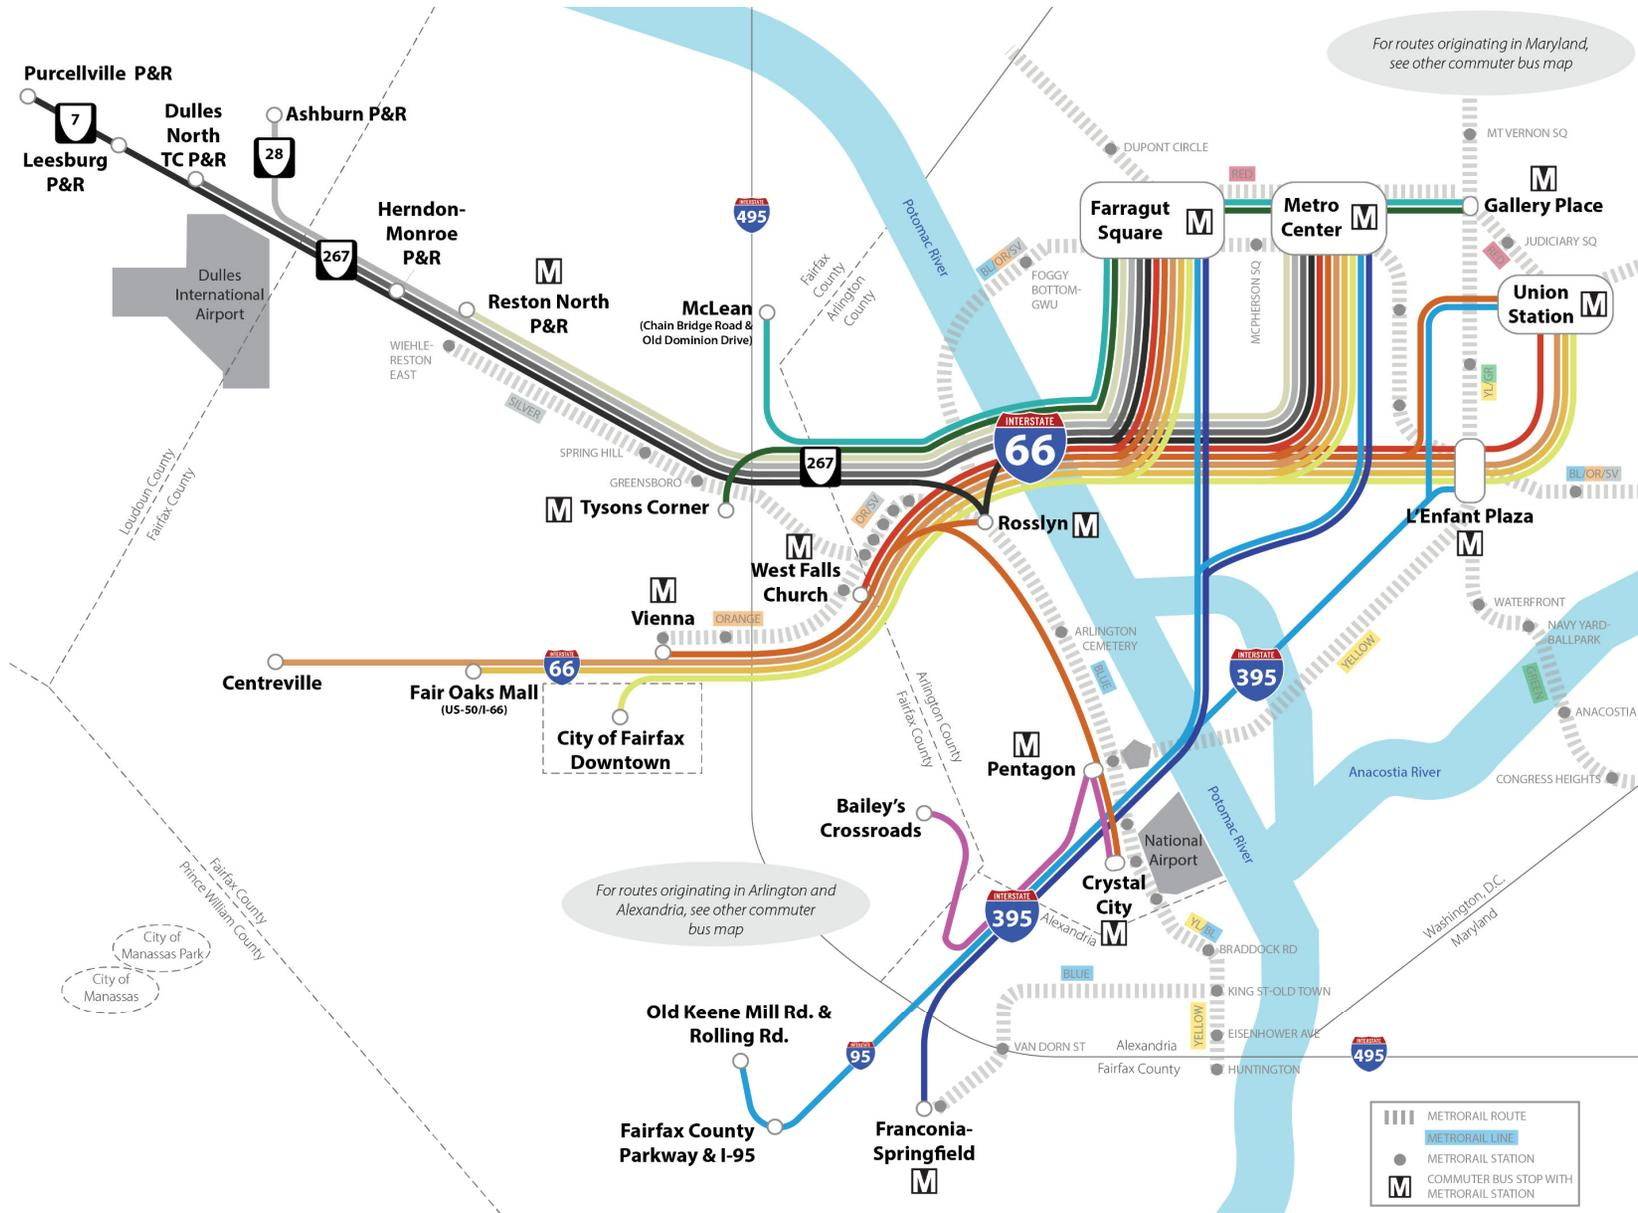 For routes originating in Maryland,
see other commuter bus map
Purcellville P&R
7
Leesburg
P&R
Dulles
North
TC P&R
Ashburn P&R
28
Herndon-
Monroe
P&R
267
Dulles
International
Airport
M
Reston North
P&R
WIEHLE-
RESTON
EAST
SILVER
INTERSTATE
495
McLean
(Chain Bridge Road &
Old Dominion Drive)
Fairfax
County
Arlington
County
Potomac River
DUPONT CIRCLE
RED
MT VERNON SQ
M
Gallery Place
Farragut
Square
M
Metro
Center
M
JUDICIARY SQ
RED
BL/OR/SV
FOGGY
BOTTOM-
GWU
MCPHERSON SQ
Union
Station
M
YL/GR
SPRING HILL
GREENSBORO
M
Tysons Corner
267
INTERSTATE
66
OR/SV
Rosslyn
M
BL/OR/SV
L'Enfant Plaza
M
Loudoun County
Fairfax County
M
West Falls
Church
M
Vienna
ORANGE
Centreville
INTERSTATE
66
Fair Oaks Mall
(US-50/I-66)
City of Fairfax
Downtown
ARLINGTON
CEMETERY
BLUE
INTERSTATE
395
YELLOW
WATERFRONT
NAVY YARD-
BALLPARK
GREEN
ANACOSTIA
CONGRESS HEIGHTS
Anacostia River
Arlington County
Fairfax County
M
Pentagon
Bailey's
Crossroads
Potomac River
National
Airport
Crystal
City
M
For routes originating in Arlington and
Alexandria, see other commuter
bus map
INTERSTATE
395
Alexandria
Fairfax County
Prince William County
City of
Manassas Park
City of
Manassas
YL/BL
BRADDOCK RD
Washington, D.C.
Maryland
BLUE
KING ST-OLD TOWN
YELLOW
EISENHOWER AVE
VAN DORN ST
Alexandria
Fairfax County
HUNTINGTON
INTERSTATE
495
Old Keene Mill Rd. &
Rolling Rd.
INTERSTATE
95
Fairfax County
Parkway & I-95
Franconia-
Springfield
M
METRORAIL ROUTE
METRORAIL LINE
METRORAIL STATION
M
COMMUTER BUS STOP WITH
METRORAIL STATION